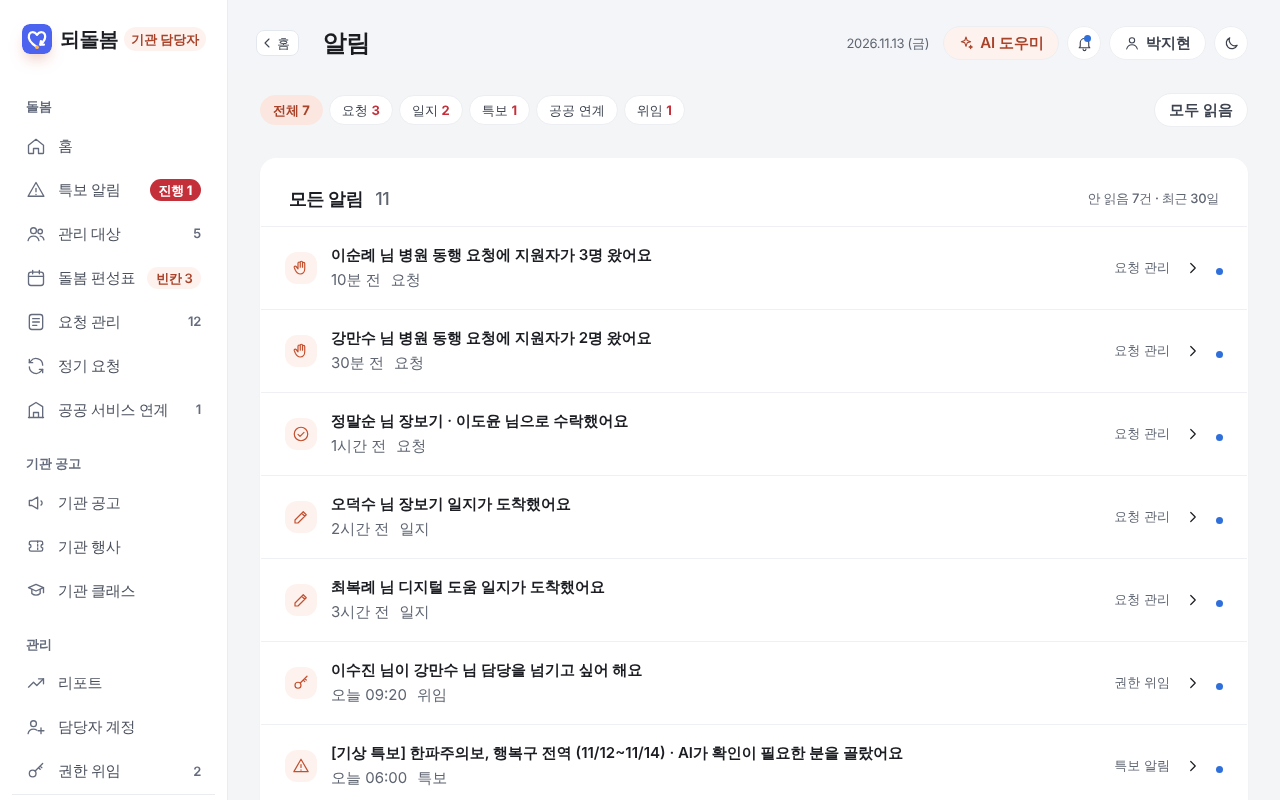 되돌봄 기관 담당자
돌봄
홈
특보 알림 진행 1
관리 대상 5
돌봄 편성표 빈칸 3
요청 관리 12
정기 요청
공공 서비스 연계 1
기관 공고
기관 공고
기관 행사
기관 클래스
관리
리포트
담당자 계정
권한 위임 2
홈 알림 2026.11.13 (금) AI 도우미 박지현
전체 7 요청 3 일지 2 특보 1 공공 연계 위임 1 모두 읽음
모든 알림 11 안 읽음 7건 · 최근 30일
이순례 님 병원 동행 요청에 지원자가 3명 왔어요
10분 전 요청 요청 관리
강만수 님 병원 동행 요청에 지원자가 2명 왔어요
30분 전 요청 요청 관리
정말순 님 장보기 · 이도윤 님으로 수락했어요
1시간 전 요청 요청 관리
오덕수 님 장보기 일지가 도착했어요
2시간 전 일지 요청 관리
최복례 님 디지털 도움 일지가 도착했어요
3시간 전 일지 요청 관리
이수진 님이 강만수 님 담당을 넘기고 싶어 해요
오늘 09:20 위임 권한 위임
[기상 특보] 한파주의보, 행복구 전역 (11/12~11/14) · AI가 확인이 필요한 분을 골랐어요
오늘 06:00 특보 특보 알림